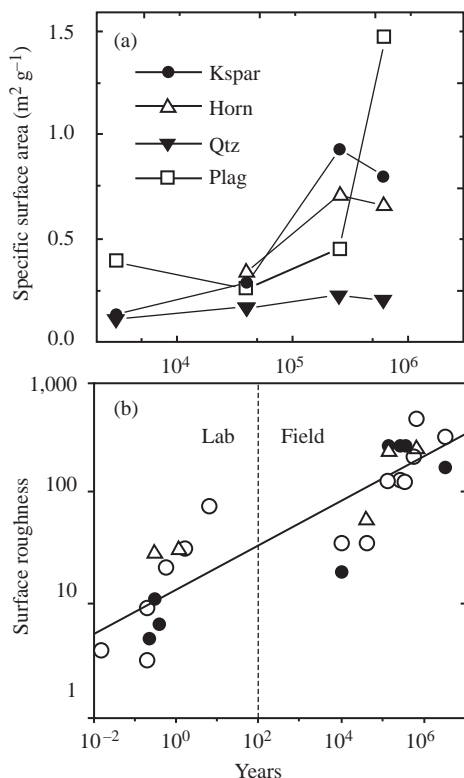 (a)
Specific surface area (m² g⁻¹)
1.5
1.0
0.5
0.0
Kspar
Horn
Qtz
Plag
10⁴
10⁵
10⁶
(b)
Surface roughness
1,000
100
10
1
Lab
Field
10⁻²
10⁰
10²
10⁴
10⁶
Years